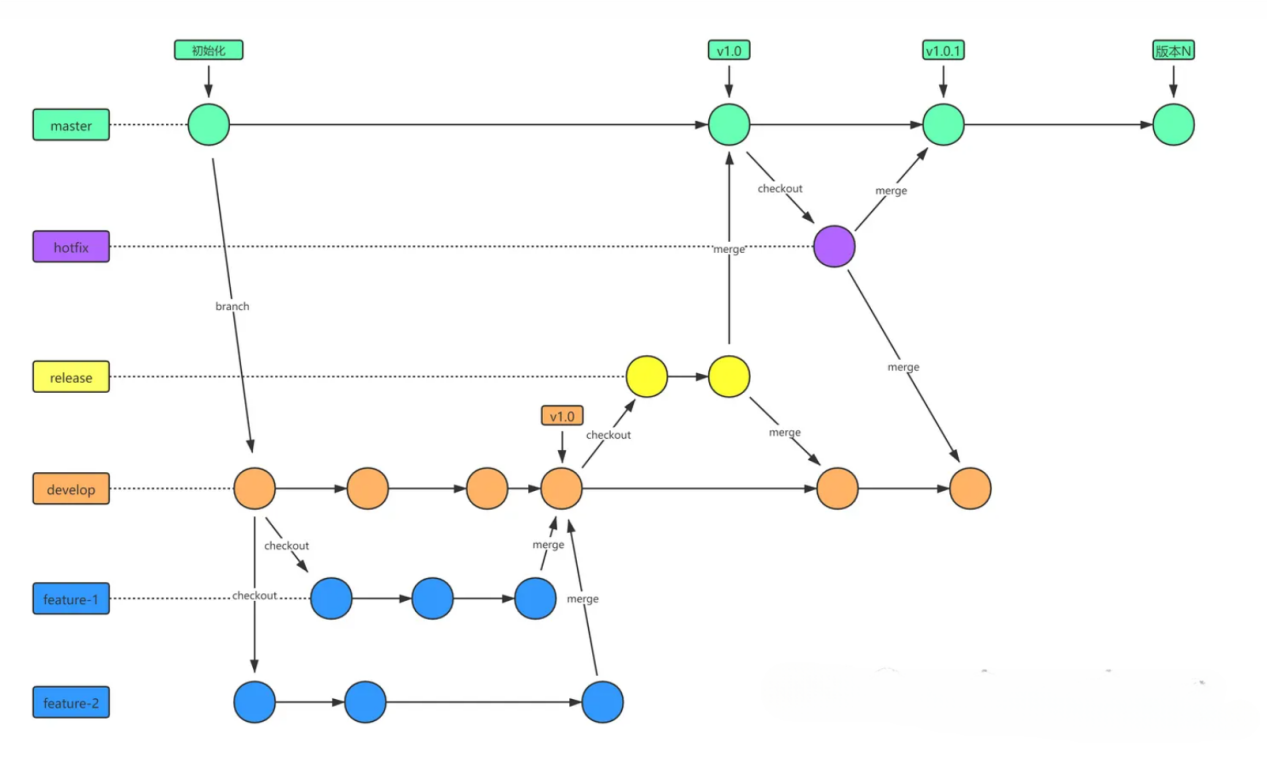 初始化
v1.0
v1.0.1
版本N
master
checkout
merge
hotfix
merge
branch
merge
release
v1.0
checkout
merge
develop
checkout
merge
checkout
feature-1
merge
feature-2